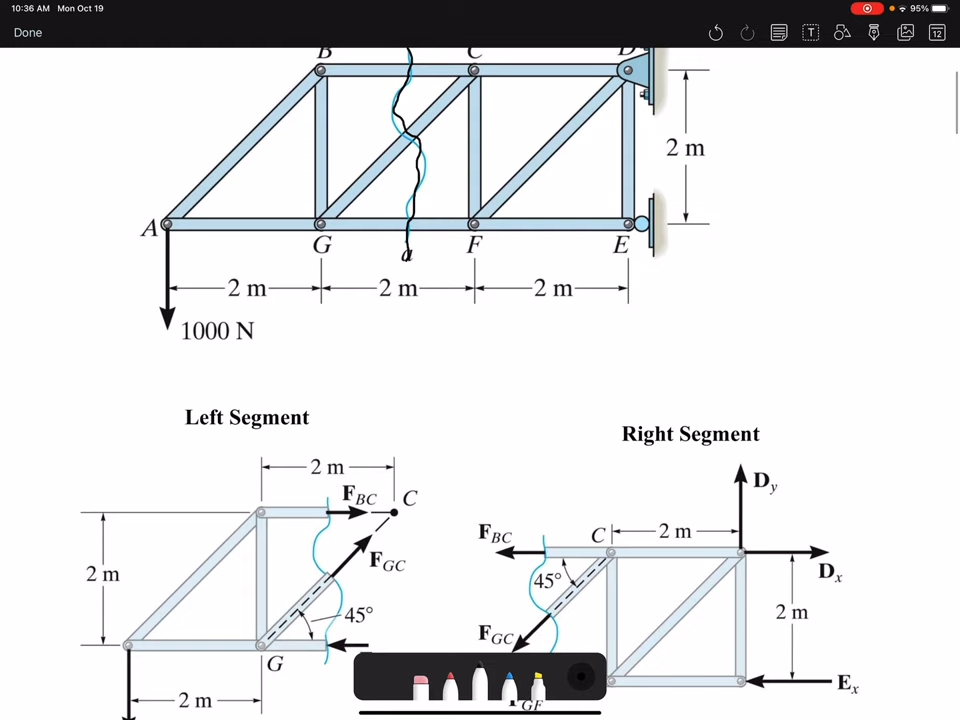 10:36 AM Mon Oct 19
95%
Done
T
12
B
C
D
2 m
A
G
F
E
a
2 m
2 m
2 m
1000 N
Left Segment
Right Segment
2 m
F_BC
C
F_GC
2 m
45°
G
2 m
D_y
F_BC
C
2 m
45°
D_x
2 m
F_GC
E_x
GF